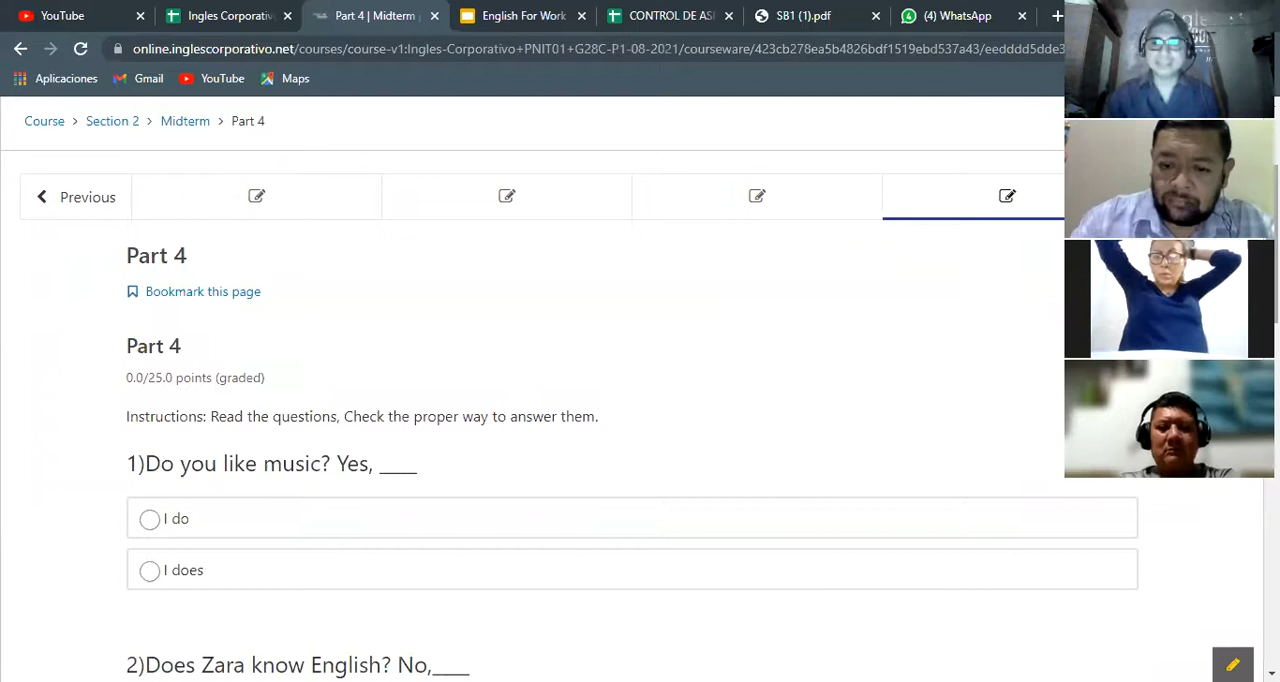 YouTube
Ingles Corporativ
Part 4 | Midterm
English For Work
CONTROL DE ASI
SB1 (1).pdf
(4) WhatsApp
online.inglescorporativo.net/courses/course-v1:Ingles-Corporativo+PNIT01+G28C-P1-08-2021/courseware/423cb278ea5b4826bdf1519ebd537a43/eedddd5dde3
Aplicaciones
Gmail
YouTube
Maps
Course > Section 2 > Midterm > Part 4
Previous
Part 4
Bookmark this page
Part 4
0.0/25.0 points (graded)
Instructions: Read the questions, Check the proper way to answer them.
1)Do you like music? Yes, ____
I do
I does
2)Does Zara know English? No,____